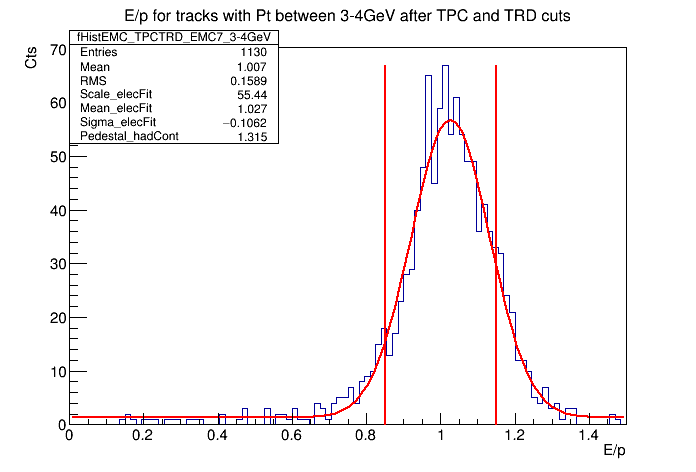 E/p for tracks with Pt between 3-4GeV after TPC and TRD cuts
fHistEMC_TPCTRD_EMC7_3-4GeV
Entries 1130
Mean 1.007
RMS 0.1589
Scale_elecFit 55.44
Mean_elecFit 1.027
Sigma_elecFit −0.1062
Pedestal_hadCont 1.315
Cts
70
60
50
40
30
20
10
0
0 0.2 0.4 0.6 0.8 1 1.2 1.4
E/p